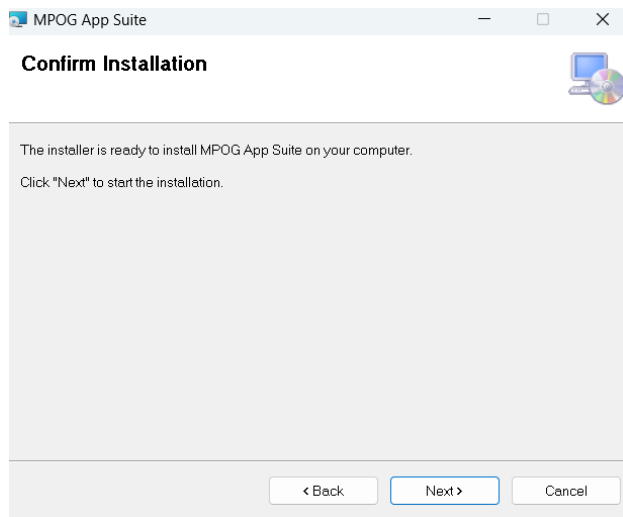 MPOG App Suite
Confirm Installation
The installer is ready to install MPOG App Suite on your computer.
Click "Next" to start the installation.
< Back
Next >
Cancel